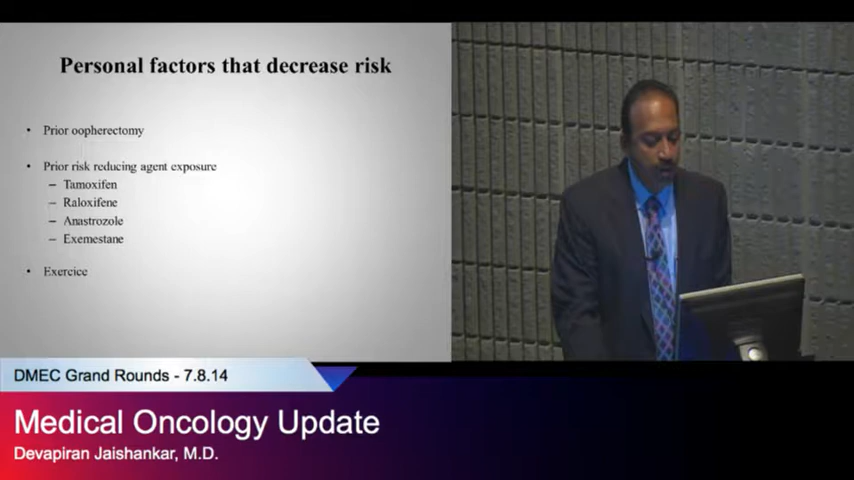 Personal factors that decrease risk
• Prior oopherectomy
• Prior risk reducing agent exposure
– Tamoxifen
– Raloxifene
– Anastrozole
– Exemestane
• Exercice
DMEC Grand Rounds - 7.8.14
Medical Oncology Update
Devapiran Jaishankar, M.D.